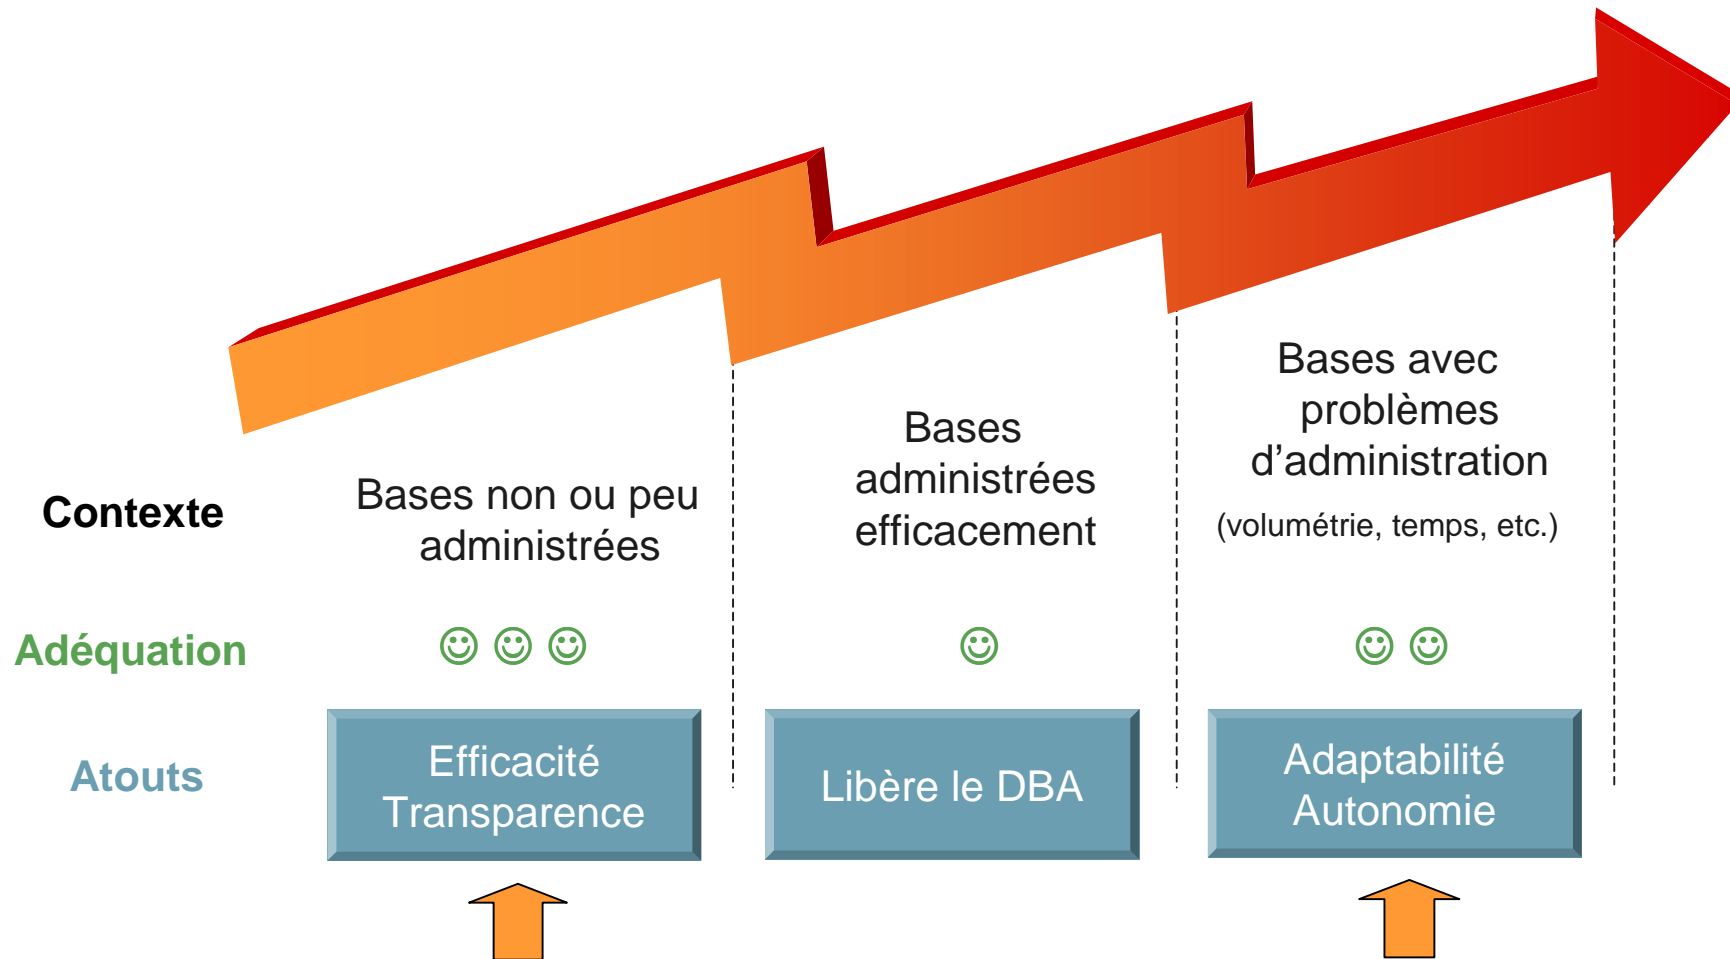 Contexte
Bases non ou peu
administrées
Bases
administrées
efficacement
Bases avec
problèmes
d’administration
(volumétrie, temps, etc.)
Adéquation
Atouts
Efficacité
Transparence
Libère le DBA
Adaptabilité
Autonomie